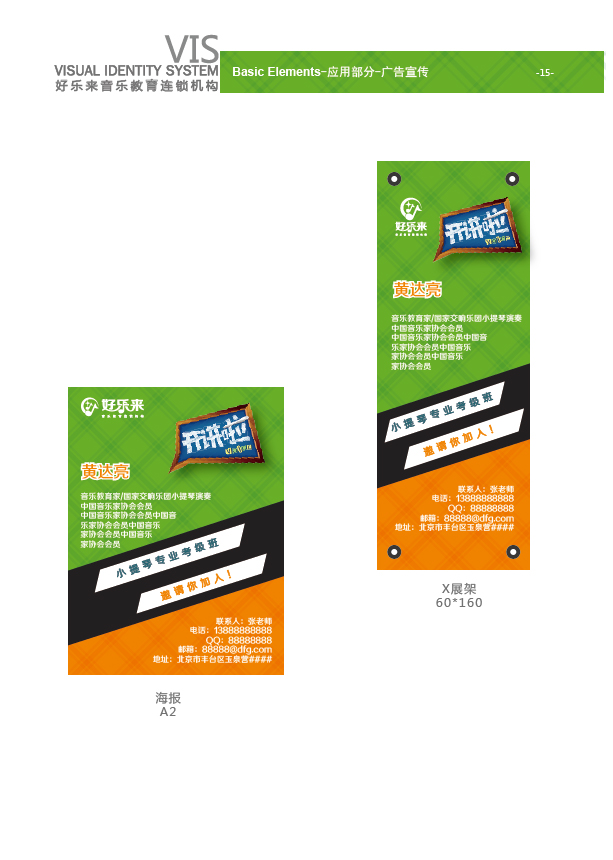 VIS
VISUAL IDENTITY SYSTEM
好乐来音乐教育连锁机构
Basic Elements-应用部分-广告宣传
-15-
好乐来
开讲啦
黄达亮
音乐教育家/国家交响乐团小提琴演奏
中国音乐家协会会员
中国音乐家协会会员中国音
乐家协会会员中国音乐
家协会会员中国音乐
家协会会员
小提琴专业考级班
邀请你加入!
联系人：张老师
电话：13888888888
QQ：88888888
邮箱：88888@dfg.com
地址：北京市丰台区玉泉营####
X展架
60*160
好乐来
开讲啦
黄达亮
音乐教育家/国家交响乐团小提琴演奏
中国音乐家协会会员
中国音乐家协会会员中国音
乐家协会会员中国音乐
家协会会员中国音乐
家协会会员
小提琴专业考级班
邀请你加入!
联系人：张老师
电话：13888888888
QQ：88888888
邮箱：88888@dfg.com
地址：北京市丰台区玉泉营####
海报
A2